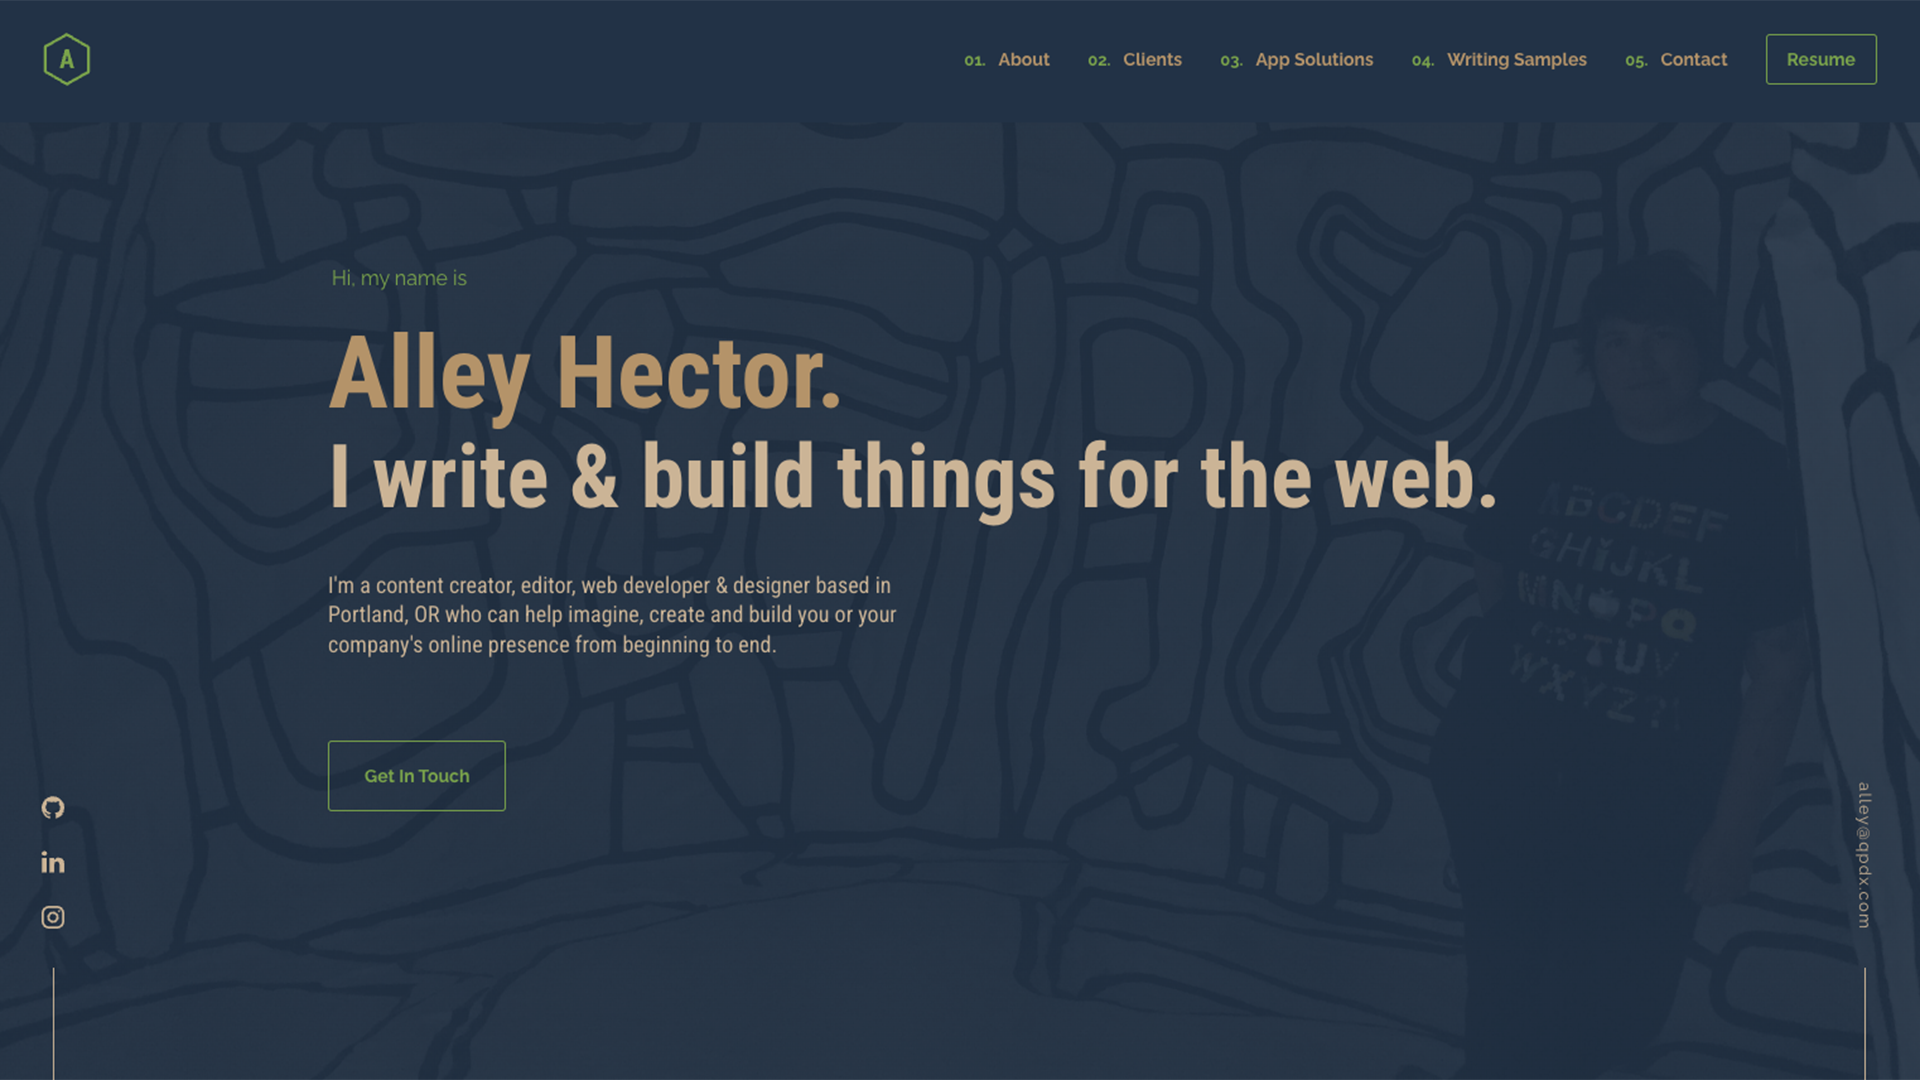 A
01. About 02. Clients 03. App Solutions 04. Writing Samples 05. Contact Resume
Hi, my name is
Alley Hector.
I write & build things for the web.
I'm a content creator, editor, web developer & designer based in
Portland, OR who can help imagine, create and build you or your
company's online presence from beginning to end.
Get In Touch
in
alley@qpdx.com
ABCDEF
GHIJKL
MNOPQ
TUV
WXYZ